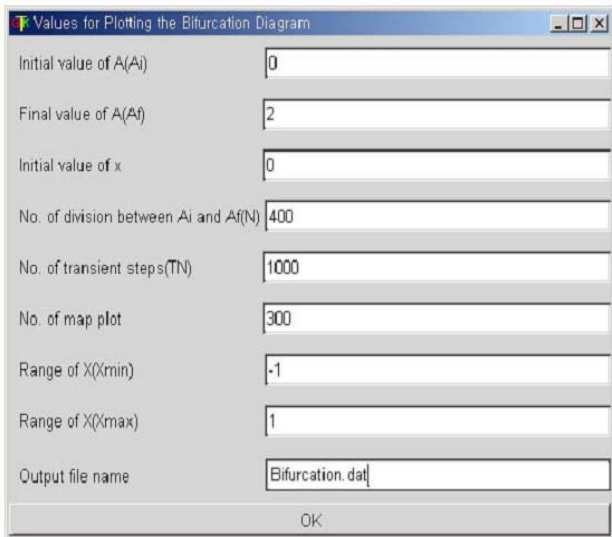 Values for Plotting the Bifurcation Diagram
Initial value of A(Ai) 0
Final value of A(Af) 2
Initial value of x 0
No. of division between Ai and Af(N) 400
No. of transient steps(TN) 1000
No. of map plot 300
Range of X(Xmin) -1
Range of X(Xmax) 1
Output file name Bifurcation.dat
OK